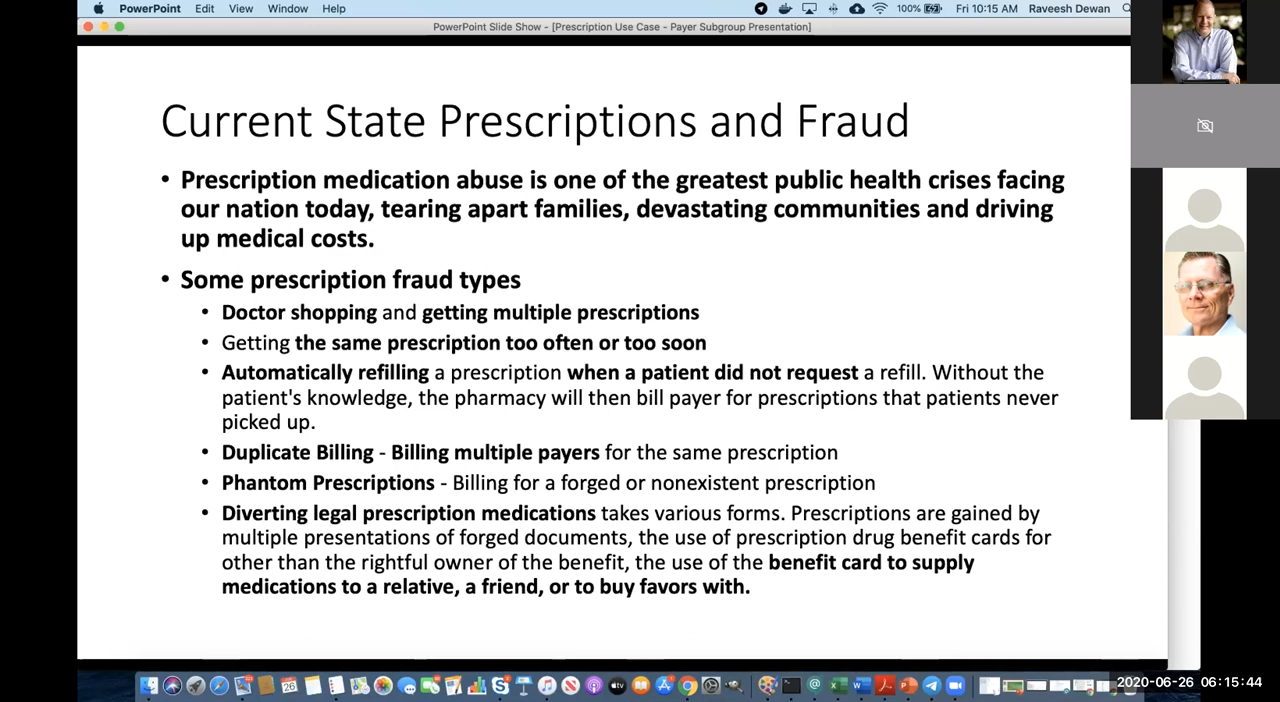 PowerPoint Edit View Window Help 100% Fri 10:15 AM Raveesh Dewan
PowerPoint Slide Show - [Prescription Use Case - Payer Subgroup Presentation]
Current State Prescriptions and Fraud
• Prescription medication abuse is one of the greatest public health crises facing
our nation today, tearing apart families, devastating communities and driving
up medical costs.
• Some prescription fraud types
• Doctor shopping and getting multiple prescriptions
• Getting the same prescription too often or too soon
• Automatically refilling a prescription when a patient did not request a refill. Without the
patient's knowledge, the pharmacy will then bill payer for prescriptions that patients never
picked up.
• Duplicate Billing - Billing multiple payers for the same prescription
• Phantom Prescriptions - Billing for a forged or nonexistent prescription
• Diverting legal prescription medications takes various forms. Prescriptions are gained by
multiple presentations of forged documents, the use of prescription drug benefit cards for
other than the rightful owner of the benefit, the use of the benefit card to supply
medications to a relative, a friend, or to buy favors with.
2020-06-26 06:15:44